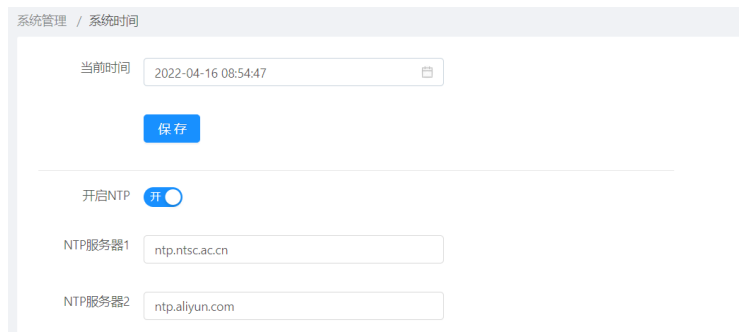 系统管理 / 系统时间
当前时间 2022-04-16 08:54:47
保存
开启NTP 开
NTP服务器1 ntp.ntsc.ac.cn
NTP服务器2 ntp.aliyun.com